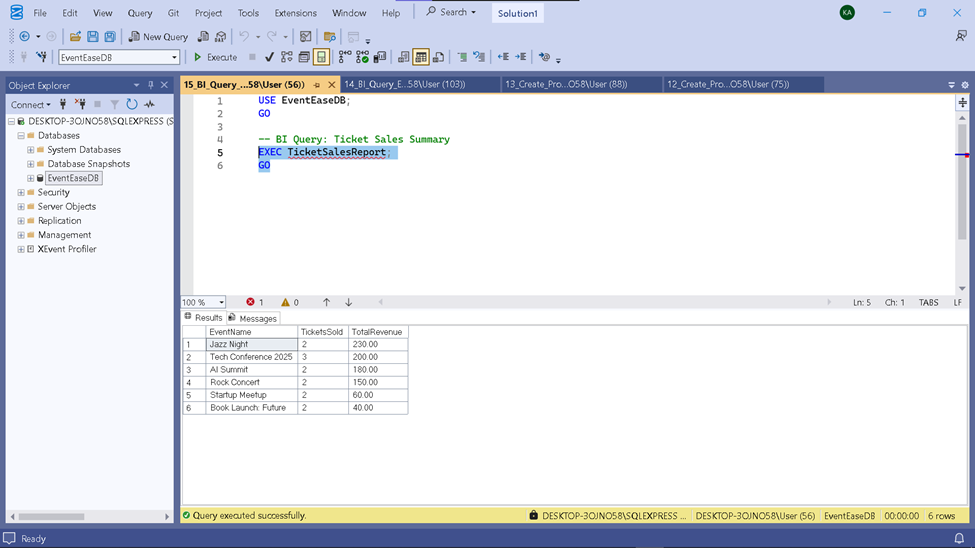 File Edit View Query Git Project Tools Extensions Window Help Search Solution1 KA
New Query
EventEaseDB Execute
Object Explorer
Connect
DESKTOP-3OJNO58\SQLEXPRESS (S
Databases
System Databases
Database Snapshots
EventEaseDB
Security
Server Objects
Replication
Management
XEvent Profiler
15_BI_Query_...58\User (56)) 14_BI_Query_E...58\User (103)) 13_Create_Pro...O58\User (88)) 12_Create_Pro...O58\User (75))
1 USE EventEaseDB;
2 GO
3
4 -- BI Query: Ticket Sales Summary
5 EXEC TicketSalesReport;
6 GO
100 % 1 0 Ln: 5 Ch: 1 TABS LF
Results Messages
EventName TicketsSold TotalRevenue
1 Jazz Night 2 230.00
2 Tech Conference 2025 3 200.00
3 AI Summit 2 180.00
4 Rock Concert 2 150.00
5 Startup Meetup 2 60.00
6 Book Launch: Future 2 40.00
Query executed successfully. DESKTOP-3OJNO58\SQLEXPRESS ... DESKTOP-3OJNO58\User (56) EventEaseDB 00:00:00 6 rows
Ready